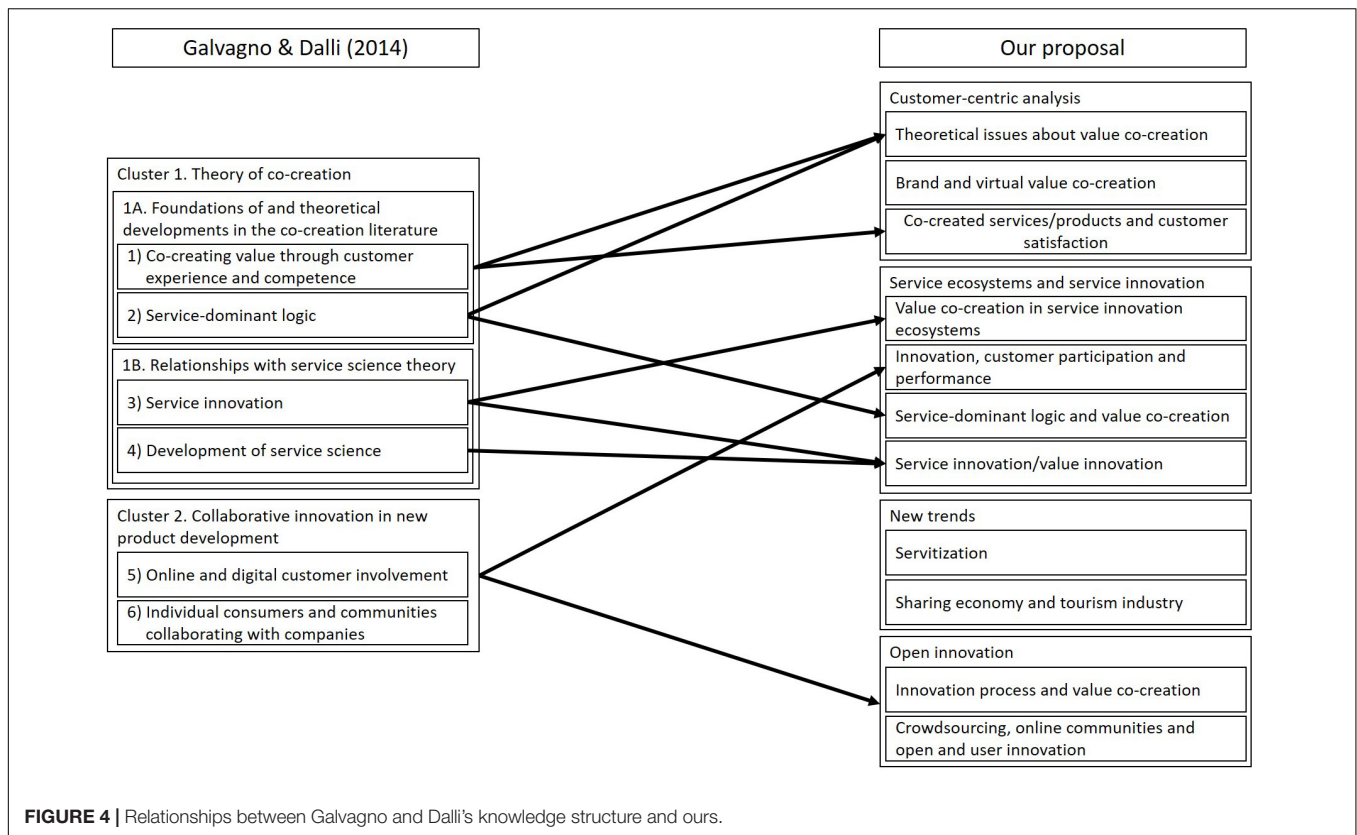 Galvagno & Dalli (2014)
Cluster 1. Theory of co-creation
1A. Foundations of and theoretical
developments in the co-creation literature
1) Co-creating value through customer
experience and competence
2) Service-dominant logic
1B. Relationships with service science theory
3) Service innovation
4) Development of service science
Cluster 2. Collaborative innovation in new
product development
5) Online and digital customer involvement
6) Individual consumers and communities
collaborating with companies
Our proposal
Customer-centric analysis
Theoretical issues about value co-creation
Brand and virtual value co-creation
Co-created services/products and customer
satisfaction
Service ecosystems and service innovation
Value co-creation in service innovation
ecosystems
Innovation, customer participation and
performance
Service-dominant logic and value co-creation
Service innovation/value innovation
New trends
Servitization
Sharing economy and tourism industry
Open innovation
Innovation process and value co-creation
Crowdsourcing, online communities and
open and user innovation
FIGURE 4 | Relationships between Galvagno and Dalli's knowledge structure and ours.